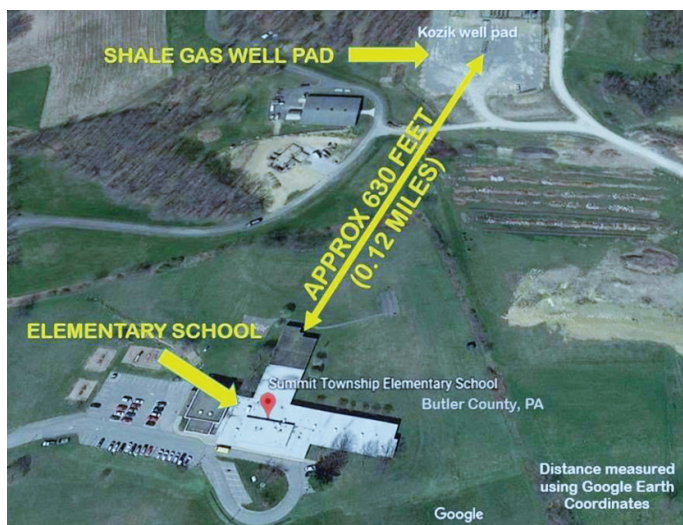 Kozik well pad
SHALE GAS WELL PAD
APPROX 630 FEET
(0.12 MILES)
ELEMENTARY SCHOOL
Summit Township Elementary School
Butler County, PA
Distance measured
using Google Earth
Coordinates
Google